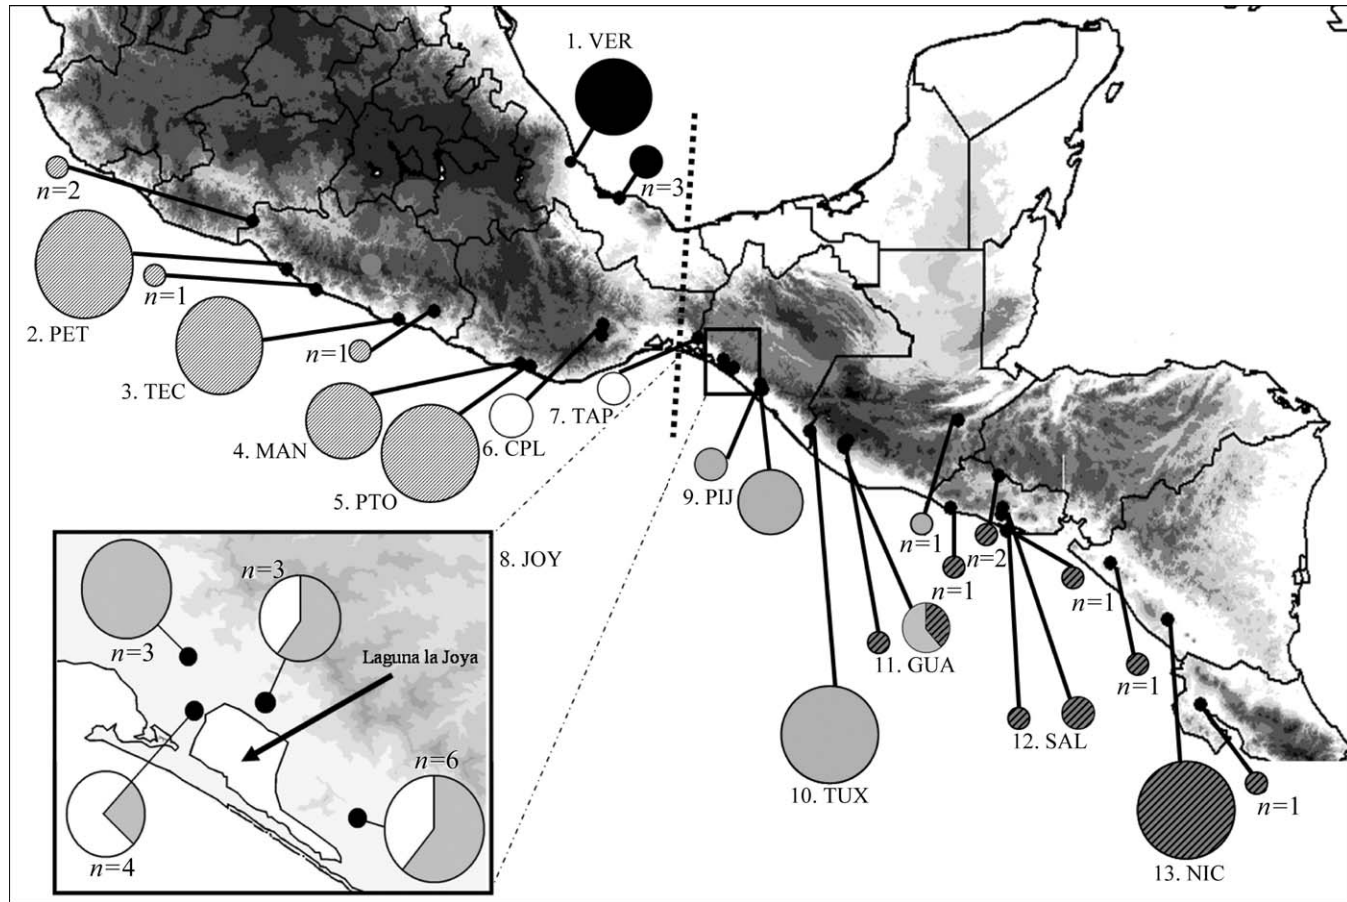 1. VER
n=3
n=2
n=1
2. PET
3. TEC
n=1
4. MAN
5. PTO
6. CPL
7. TAP
8. JOY
9. PIJ
10. TUX
11. GUA
n=1
n=1
n=2
n=1
12. SAL
n=1
13. NIC
n=1
n=3
n=3
Laguna la Joya
n=6
n=4